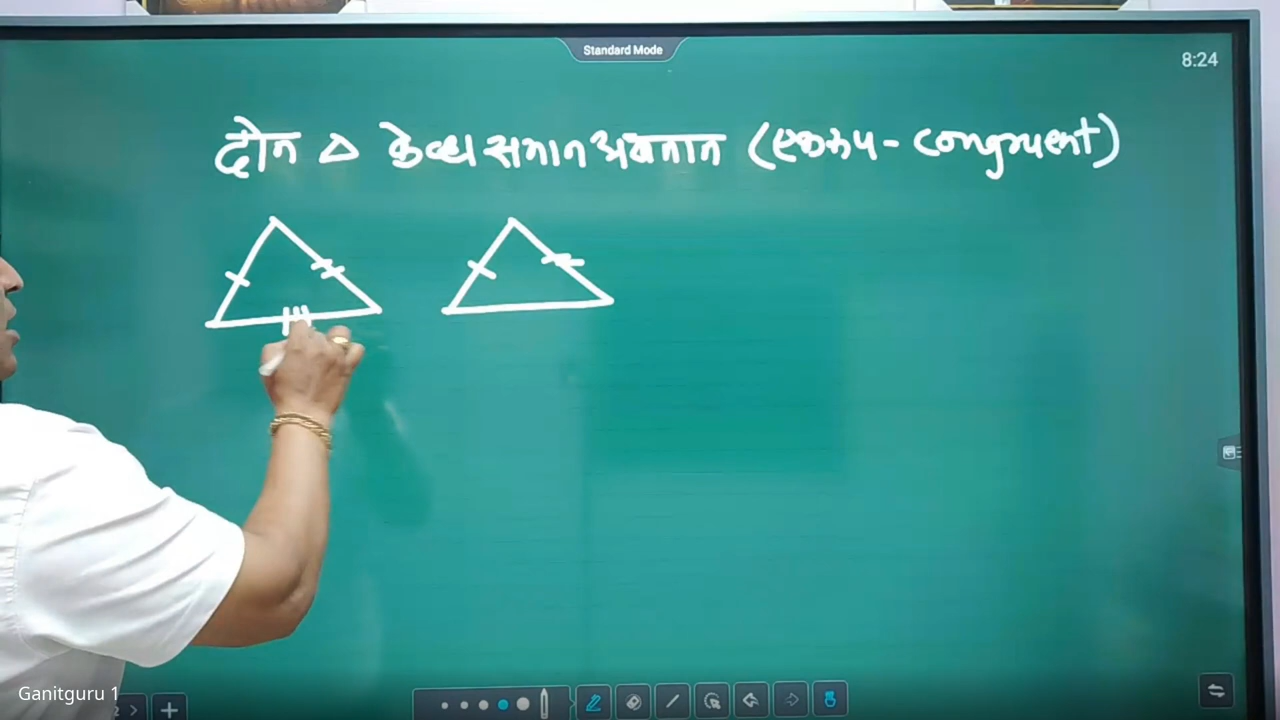 Standard Mode
8:24
दोन △ केव्हा समान असतात (एकरूप - congruent)
Ganitguru 1